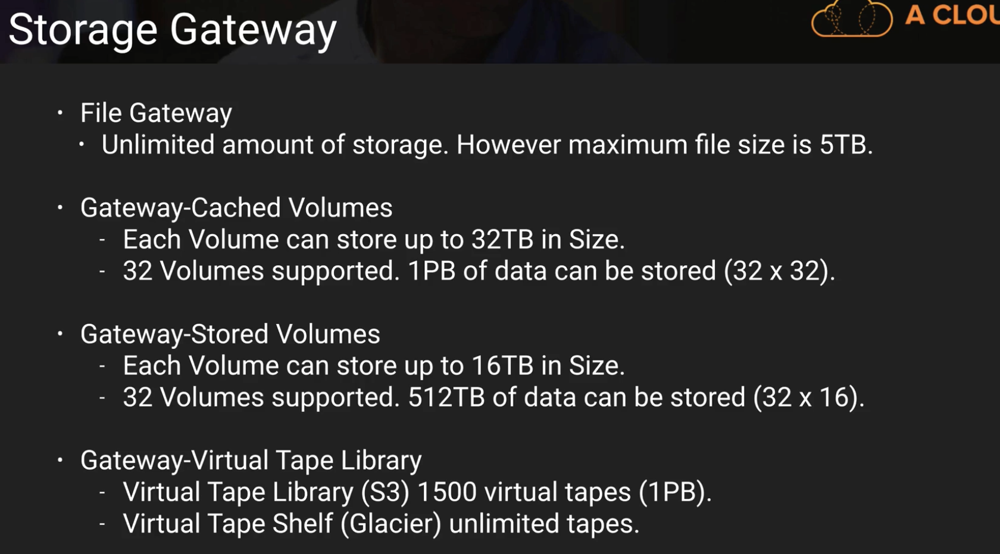 Storage Gateway
A CLOU
• File Gateway
• Unlimited amount of storage. However maximum file size is 5TB.
• Gateway-Cached Volumes
- Each Volume can store up to 32TB in Size.
- 32 Volumes supported. 1PB of data can be stored (32 x 32).
• Gateway-Stored Volumes
- Each Volume can store up to 16TB in Size.
- 32 Volumes supported. 512TB of data can be stored (32 x 16).
• Gateway-Virtual Tape Library
- Virtual Tape Library (S3) 1500 virtual tapes (1PB).
- Virtual Tape Shelf (Glacier) unlimited tapes.